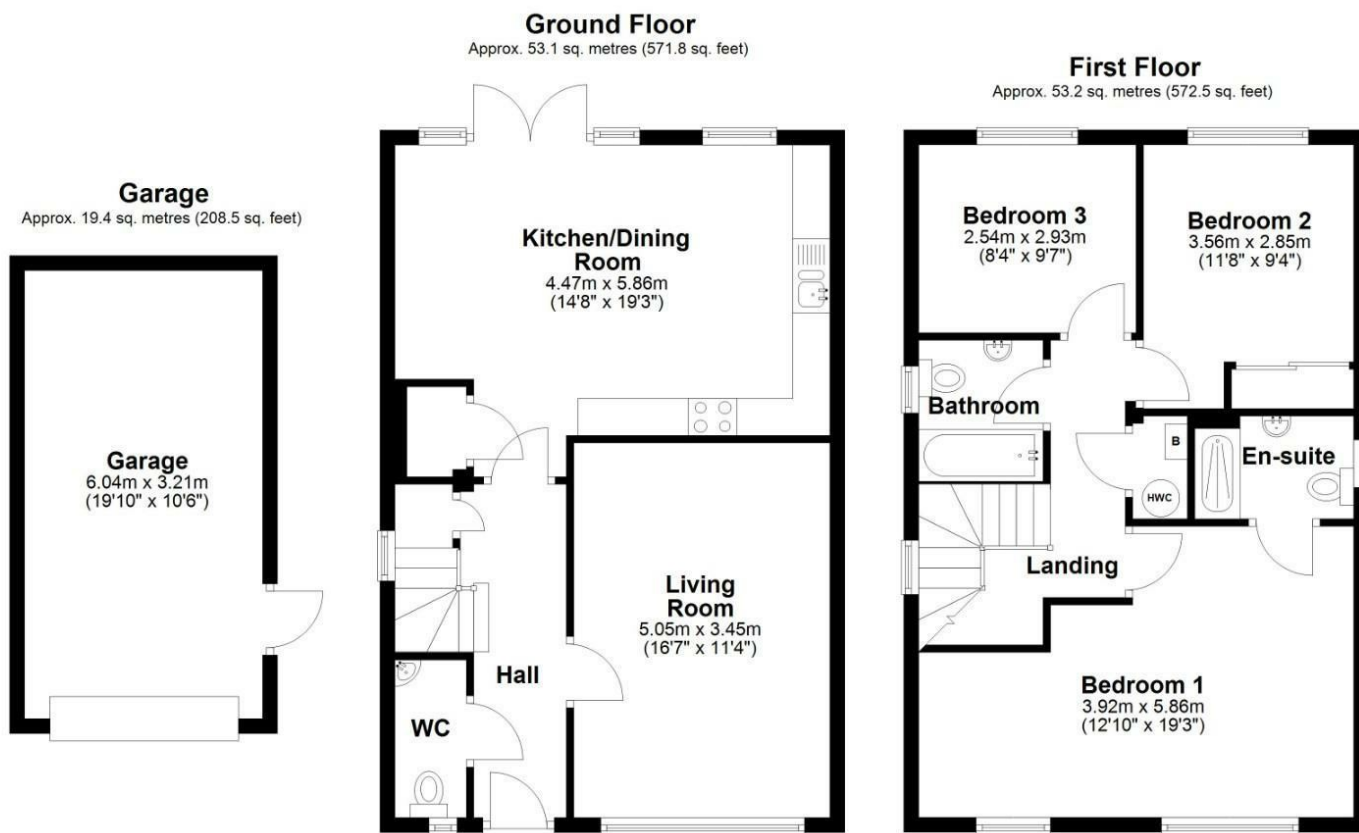 Garage
Approx. 19.4 sq. metres (208.5 sq. feet)
Garage
6.04m x 3.21m
(19'10" x 10'6")
Ground Floor
Approx. 53.1 sq. metres (571.8 sq. feet)
Kitchen/Dining
Room
4.47m x 5.86m
(14'8" x 19'3")
Living
Room
5.05m x 3.45m
(16'7" x 11'4")
Hall
WC
First Floor
Approx. 53.2 sq. metres (572.5 sq. feet)
Bedroom 3
2.54m x 2.93m
(8'4" x 9'7")
Bedroom 2
3.56m x 2.85m
(11'8" x 9'4")
Bathroom
B
En-suite
HWC
Landing
Bedroom 1
3.92m x 5.86m
(12'10" x 19'3")